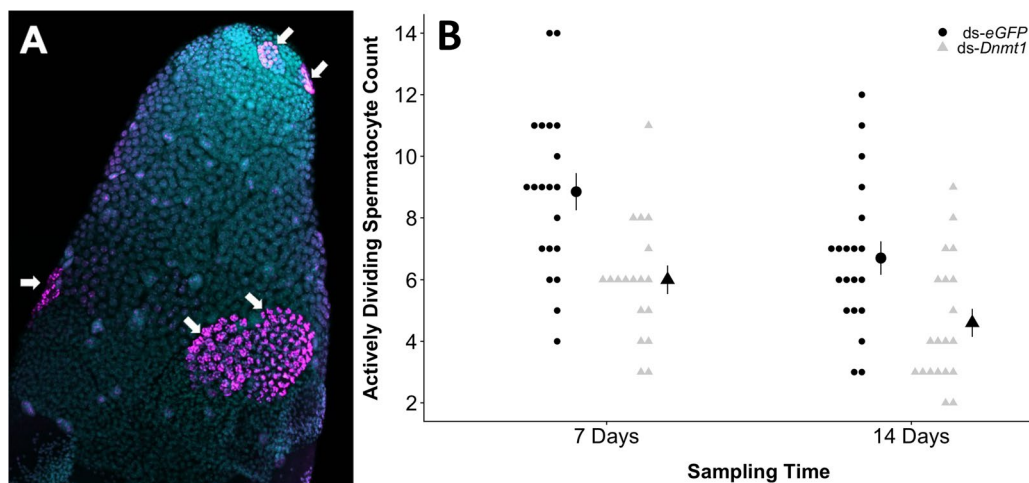 A
B
ds-eGFP
ds-Dnmt1
Actively Dividing Spermatocyte Count
14
12
10
8
6
4
2
7 Days
14 Days
Sampling Time